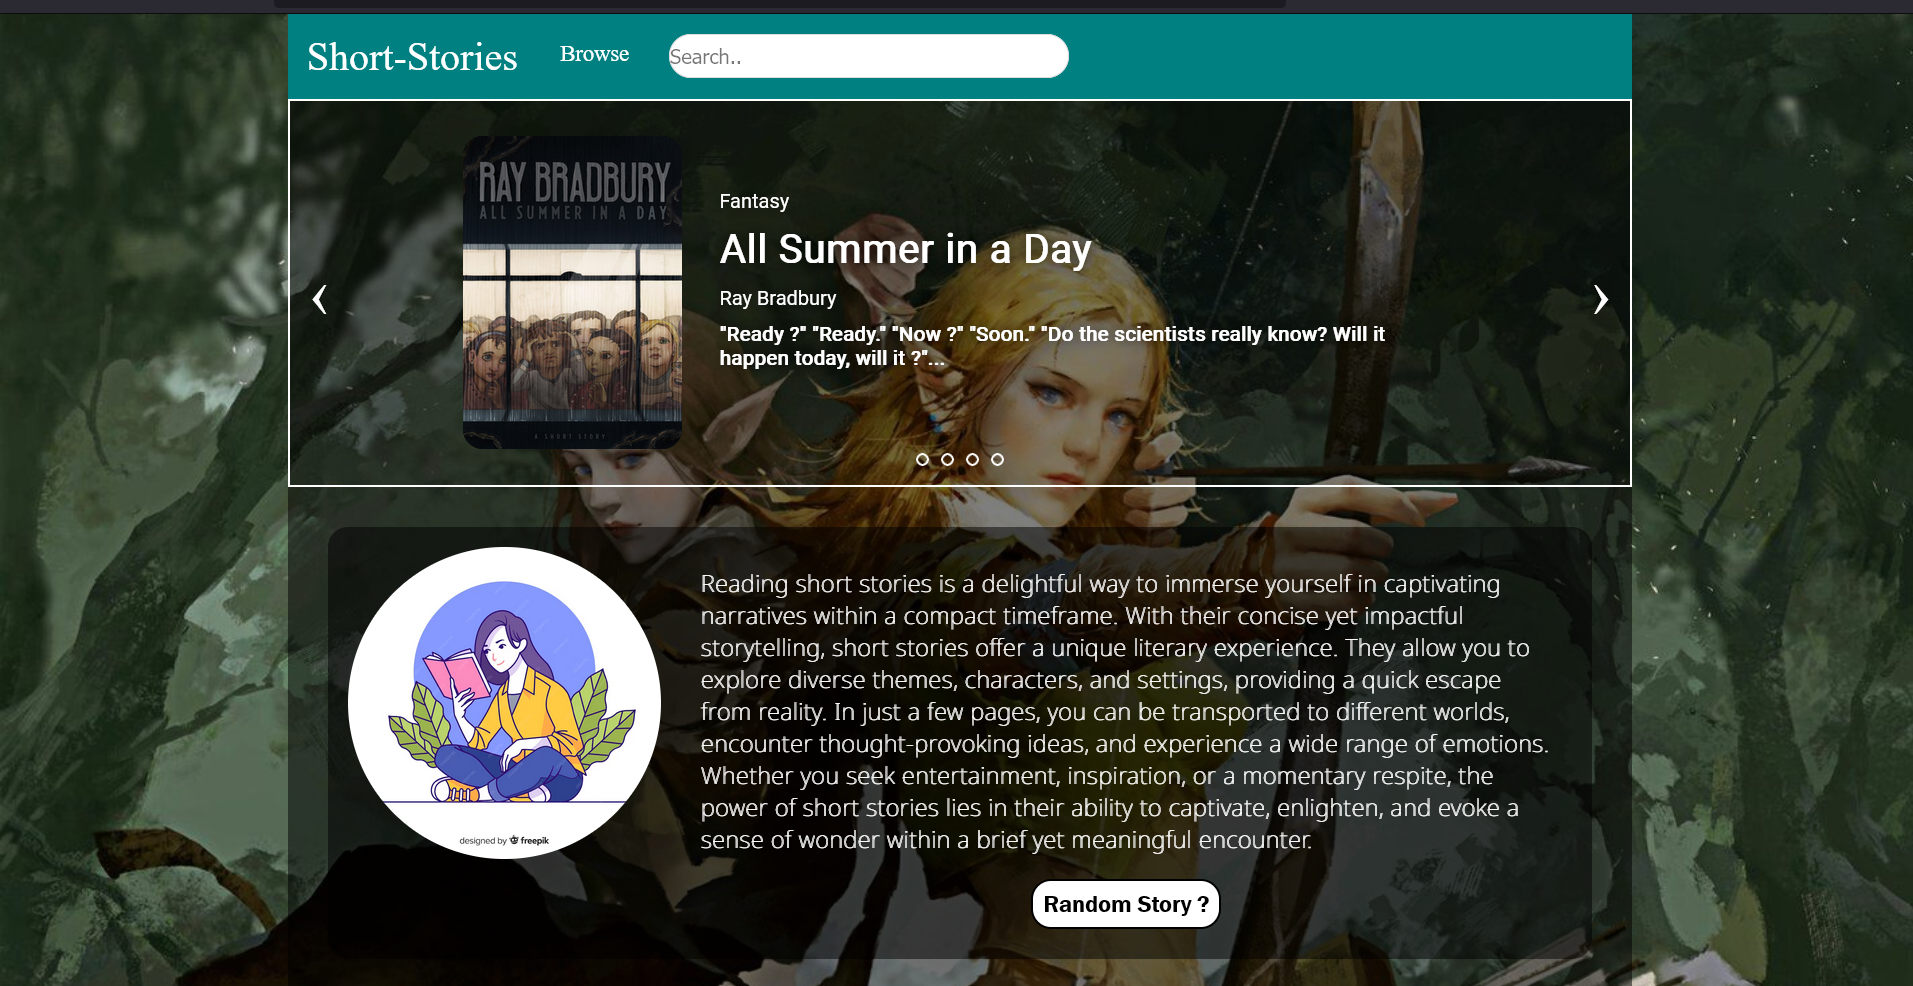 Short-Stories Browse Search..
RAY BRADBURY
ALL SUMMER IN A DAY
A SHORT STORY
Fantasy
All Summer in a Day
Ray Bradbury
"Ready ?" "Ready." "Now ?" "Soon." "Do the scientists really know? Will it
happen today, will it ?"...
designed by freepik
Reading short stories is a delightful way to immerse yourself in captivating
narratives within a compact timeframe. With their concise yet impactful
storytelling, short stories offer a unique literary experience. They allow you to
explore diverse themes, characters, and settings, providing a quick escape
from reality. In just a few pages, you can be transported to different worlds,
encounter thought-provoking ideas, and experience a wide range of emotions.
Whether you seek entertainment, inspiration, or a momentary respite, the
power of short stories lies in their ability to captivate, enlighten, and evoke a
sense of wonder within a brief yet meaningful encounter.
Random Story ?